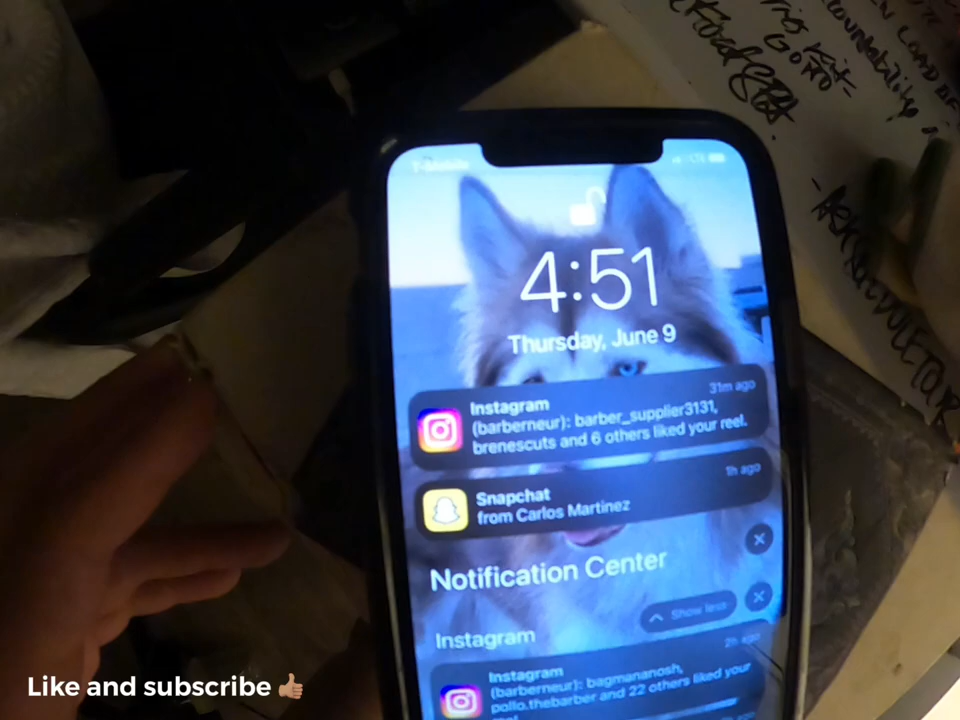 T-Mobile
4:51
Thursday, June 9
Instagram
31m ago
(barberneur): barber_supplier3131,
brenescuts and 6 others liked your reel.
Snapchat
1h ago
from Carlos Martinez
Notification Center
Show less
Instagram
Instagram
2h ago
(barberneur): bagmananosh,
pollo.thebarber and 22 others liked your
reel.
Like and subscribe 👍🏼